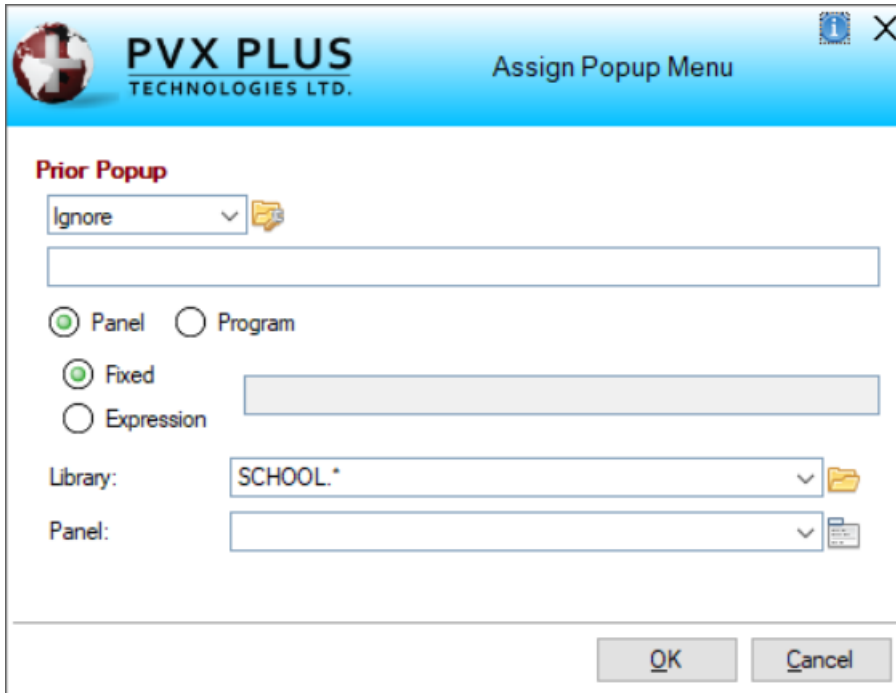 PVX PLUS
TECHNOLOGIES LTD.
Assign Popup Menu
Prior Popup
Ignore
Panel Program
Fixed
Expression
Library: SCHOOL.*
Panel:
OK Cancel